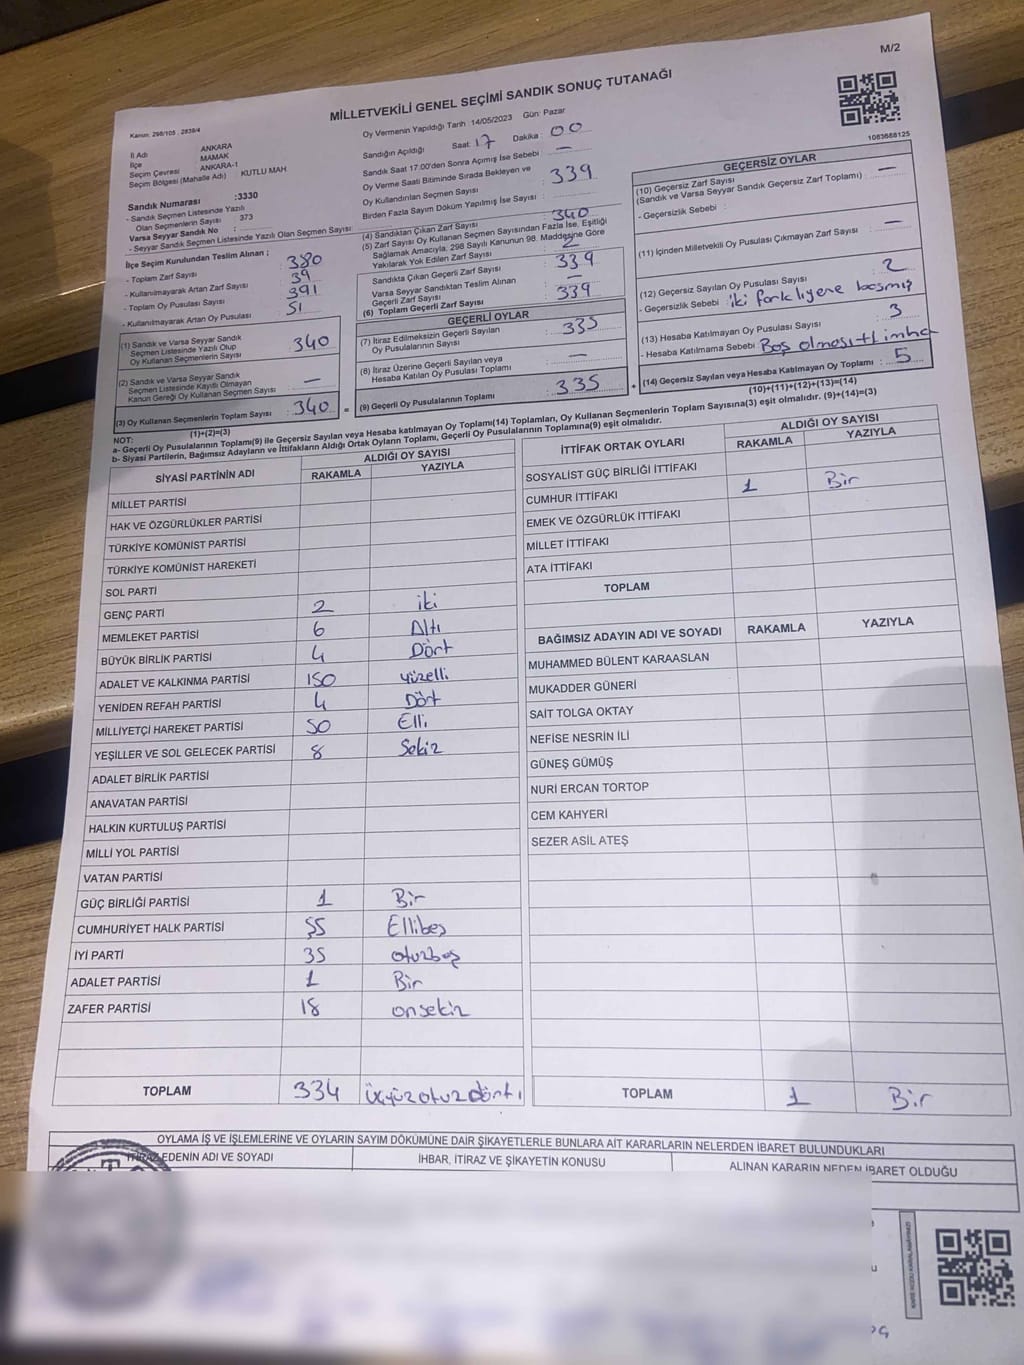 M/2
MİLLETVEKİLİ GENEL SEÇİMİ SANDIK SONUÇ TUTANAĞI
Kanun: 298/105 , 2839/4
Oy Vermenin Yapıldığı Tarih :14/05/2023 Gün: Pazar
1083688125
İl Adı ANKARA
İlçe MAMAK
Seçim Çevresi ANKARA-1
Seçim Bölgesi (Mahalle Adı) KUTLU MAH
Sandık Numarası :3330
- Sandık Seçmen Listesinde Yazılı
Olan Seçmenlerin Sayısı : 373
Varsa Seyyar Sandık No :
- Seyyar Sandık Seçmen Listesinde Yazılı Olan Seçmen Sayısı:
İlçe Seçim Kurulundan Teslim Alınan ;
- Toplam Zarf Sayısı : 380
- Kullanılmayarak Artan Zarf Sayısı : 39
- Toplam Oy Pusulası Sayısı : 391
- Kullanılmayarak Artan Oy Pusulası : 51
(1) Sandık ve Varsa Seyyar Sandık
Seçmen Listesinde Yazılı Olup
Oy Kullanan Seçmenlerin Sayısı : 340
(2) Sandık ve Varsa Seyyar Sandık
Seçmen Listesinde Kayıtlı Olmayan
Kanun Gereği Oy Kullanan Seçmen Sayısı : —
(3) Oy Kullanan Seçmenlerin Toplam Sayısı : 340
(1)+(2)=(3)
Sandığın Açıldığı Saat: 17 Dakika : 00
Sandık Saat 17.00'den Sonra Açmış İse Sebebi : —
Oy Verme Saati Bitiminde Sırada Bekleyen ve
Oy Kullandırılan Seçmen Sayısı : 339
Birden Fazla Sayım Döküm Yapılmış İse Sayısı :
(4) Sandıktan Çıkan Zarf Sayısı : 340
(5) Zarf Sayısı Oy Kullanan Seçmen Sayısından Fazla İse, Eşitliği
Sağlamak Amacıyla, 298 Sayılı Kanunun 98. Maddesine Göre
Yakılarak Yok Edilen Zarf Sayısı : 2
Sandıkta Çıkan Geçerli Zarf Sayısı : 339
Varsa Seyyar Sandıktan Teslim Alınan
Geçerli Zarf Sayısı : —
(6) Toplam Geçerli Zarf Sayısı : 339
GEÇERLİ OYLAR
(7) İtiraz Edilmeksizin Geçerli Sayılan
Oy Pusulalarının Sayısı : 335
(8) İtiraz Üzerine Geçerli Sayılan veya
Hesaba Katılan Oy Pusulası Toplamı : —
(9) Geçerli Oy Pusulalarının Toplamı : 335
GEÇERSİZ OYLAR
(10) Geçersiz Zarf Sayısı
(Sandık ve Varsa Seyyar Sandık Geçersiz Zarf Toplamı) : —
- Geçersizlik Sebebi :
(11) İçinden Milletvekili Oy Pusulası Çıkmayan Zarf Sayısı : —
(12) Geçersiz Sayılan Oy Pusulası Sayısı : 2
- Geçersizlik Sebebi : iki farklıyere basmış
(13) Hesaba Katılmayan Oy Pusulası Sayısı : 3
- Hesaba Katılmama Sebebi : Boş olması
(14) Geçersiz Sayılan veya Hesaba Katılmayan Oy Toplamı : 5
(10)+(11)+(12)+(13)=(14)
NOT:
a- Geçerli Oy Pusulalarının Toplamı(9) ile Geçersiz Sayılan veya Hesaba katılmayan Oy Toplamı(14) Toplamları, Oy Kullanan Seçmenlerin Toplam Sayısına(3) eşit olmalıdır. (9)+(14)=(3)
b- Siyasi Partilerin, Bağımsız Adayların ve İttifakların Aldığı Ortak Oyların Toplamı, Geçerli Oy Pusulalarının Toplamına(9) eşit olmalıdır.
SİYASİ PARTİNİN ADI ALDIĞI OY SAYISI
RAKAMLA YAZIYLA
MİLLET PARTİSİ
HAK VE ÖZGÜRLÜKLER PARTİSİ
TÜRKİYE KOMÜNİST PARTİSİ
TÜRKİYE KOMÜNİST HAREKETİ
SOL PARTİ
GENÇ PARTİ 2 iki
MEMLEKET PARTİSİ 6 Altı
BÜYÜK BİRLİK PARTİSİ 4 Dört
ADALET VE KALKINMA PARTİSİ 150 yüzelli
YENİDEN REFAH PARTİSİ 4 Dört
MİLLİYETÇİ HAREKET PARTİSİ 50 Elli
YEŞİLLER VE SOL GELECEK PARTİSİ 8 Sekiz
ADALET BİRLİK PARTİSİ
ANAVATAN PARTİSİ
HALKIN KURTULUŞ PARTİSİ
MİLLİ YOL PARTİSİ
VATAN PARTİSİ
GÜÇ BİRLİĞİ PARTİSİ 1 Bir
CUMHURİYET HALK PARTİSİ 55 Ellibeş
İYİ PARTİ 35 otuzbeş
ADALET PARTİSİ 1 Bir
ZAFER PARTİSİ 18 onsekiz
TOPLAM 334 üçyüzotuzdört
İTTİFAK ORTAK OYLARI ALDIĞI OY SAYISI
RAKAMLA YAZIYLA
SOSYALİST GÜÇ BİRLİĞİ İTTİFAKI
CUMHUR İTTİFAKI 1 Bir
EMEK VE ÖZGÜRLÜK İTTİFAKI
MİLLET İTTİFAKI
ATA İTTİFAKI
TOPLAM
BAĞIMSIZ ADAYIN ADI VE SOYADI RAKAMLA YAZIYLA
MUHAMMED BÜLENT KARAASLAN
MUKADDER GÜNERİ
SAİT TOLGA OKTAY
NEFİSE NESRİN İLİ
GÜNEŞ GÜMÜŞ
NURİ ERCAN TORTOP
CEM KAHYERİ
SEZER ASİL ATEŞ
TOPLAM 1 Bir
OYLAMA İŞ VE İŞLEMLERİNE VE OYLARIN SAYIM DÖKÜMÜNE DAİR ŞİKAYETLERLE BUNLARA AİT KARARLARIN NELERDEN İBARET BULUNDUKLARI
İTİRAZ EDENİN ADI VE SOYADI İHBAR, İTİRAZ VE ŞİKAYETİN KONUSU ALINAN KARARIN NEDEN İBARET OLDUĞU